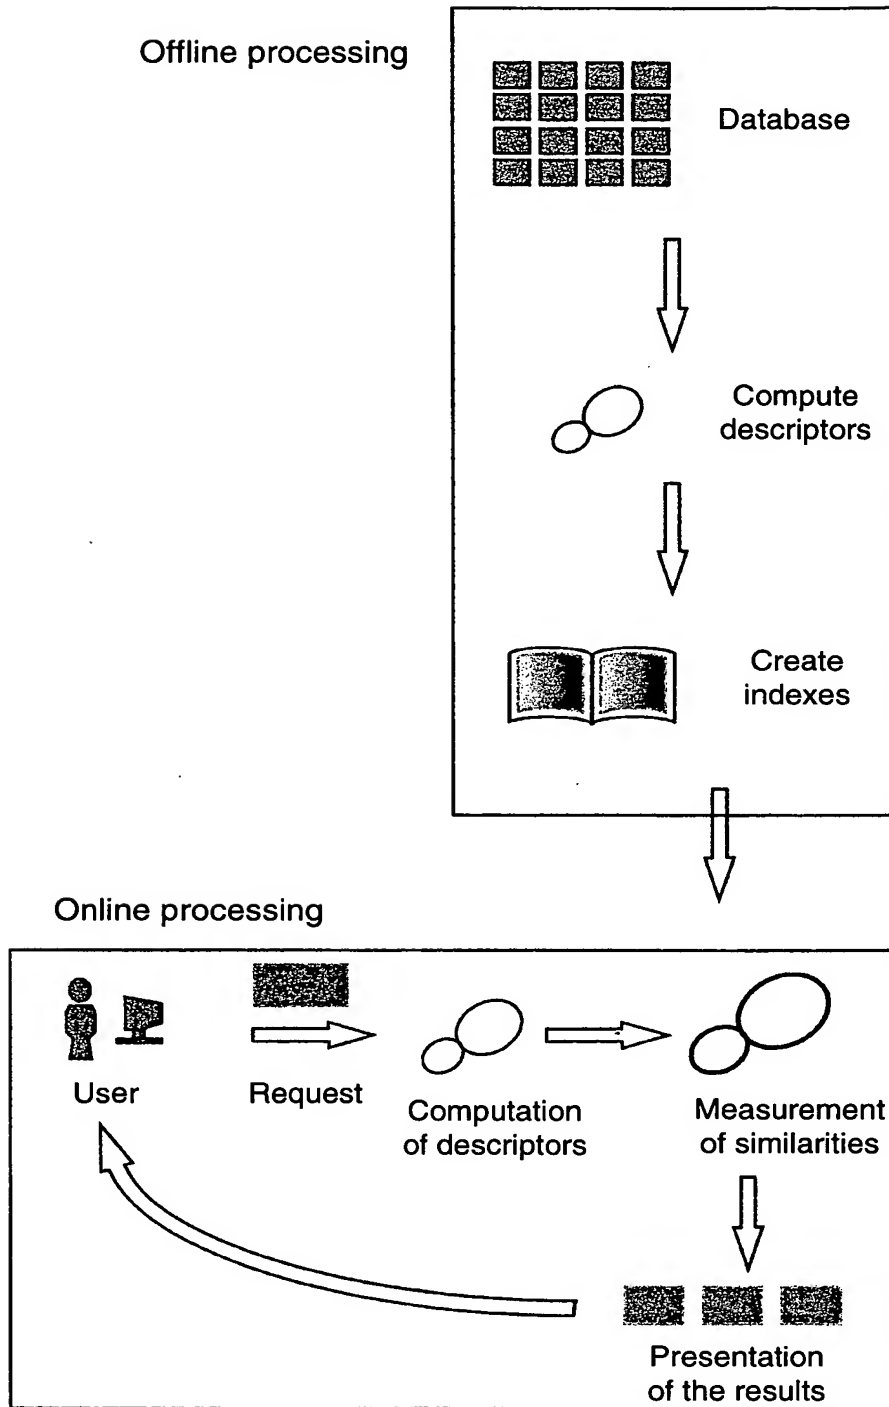 Offline processing
Database
Compute
descriptors
Create
indexes
Online processing
User
Request
Computation
of descriptors
Measurement
of similarities
Presentation
of the results